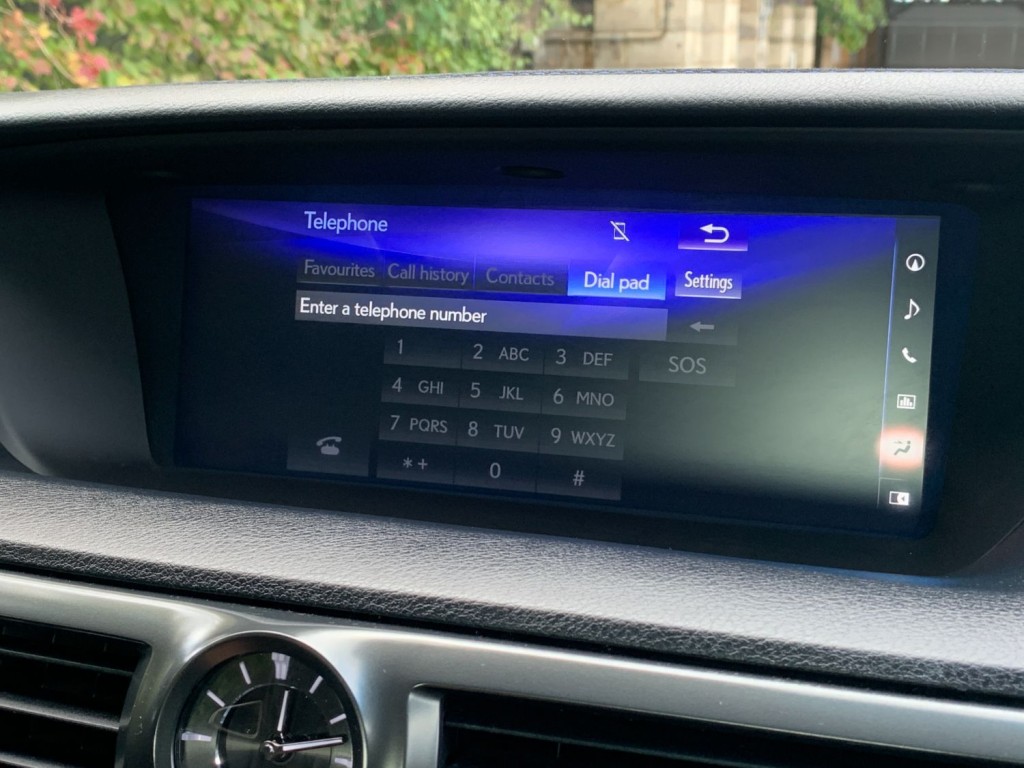 Telephone
Favourites Call history Contacts Dial pad Settings
Enter a telephone number
1 2 ABC 3 DEF SOS
4 GHI 5 JKL 6 MNO
7 PQRS 8 TUV 9 WXYZ
*+ 0 #